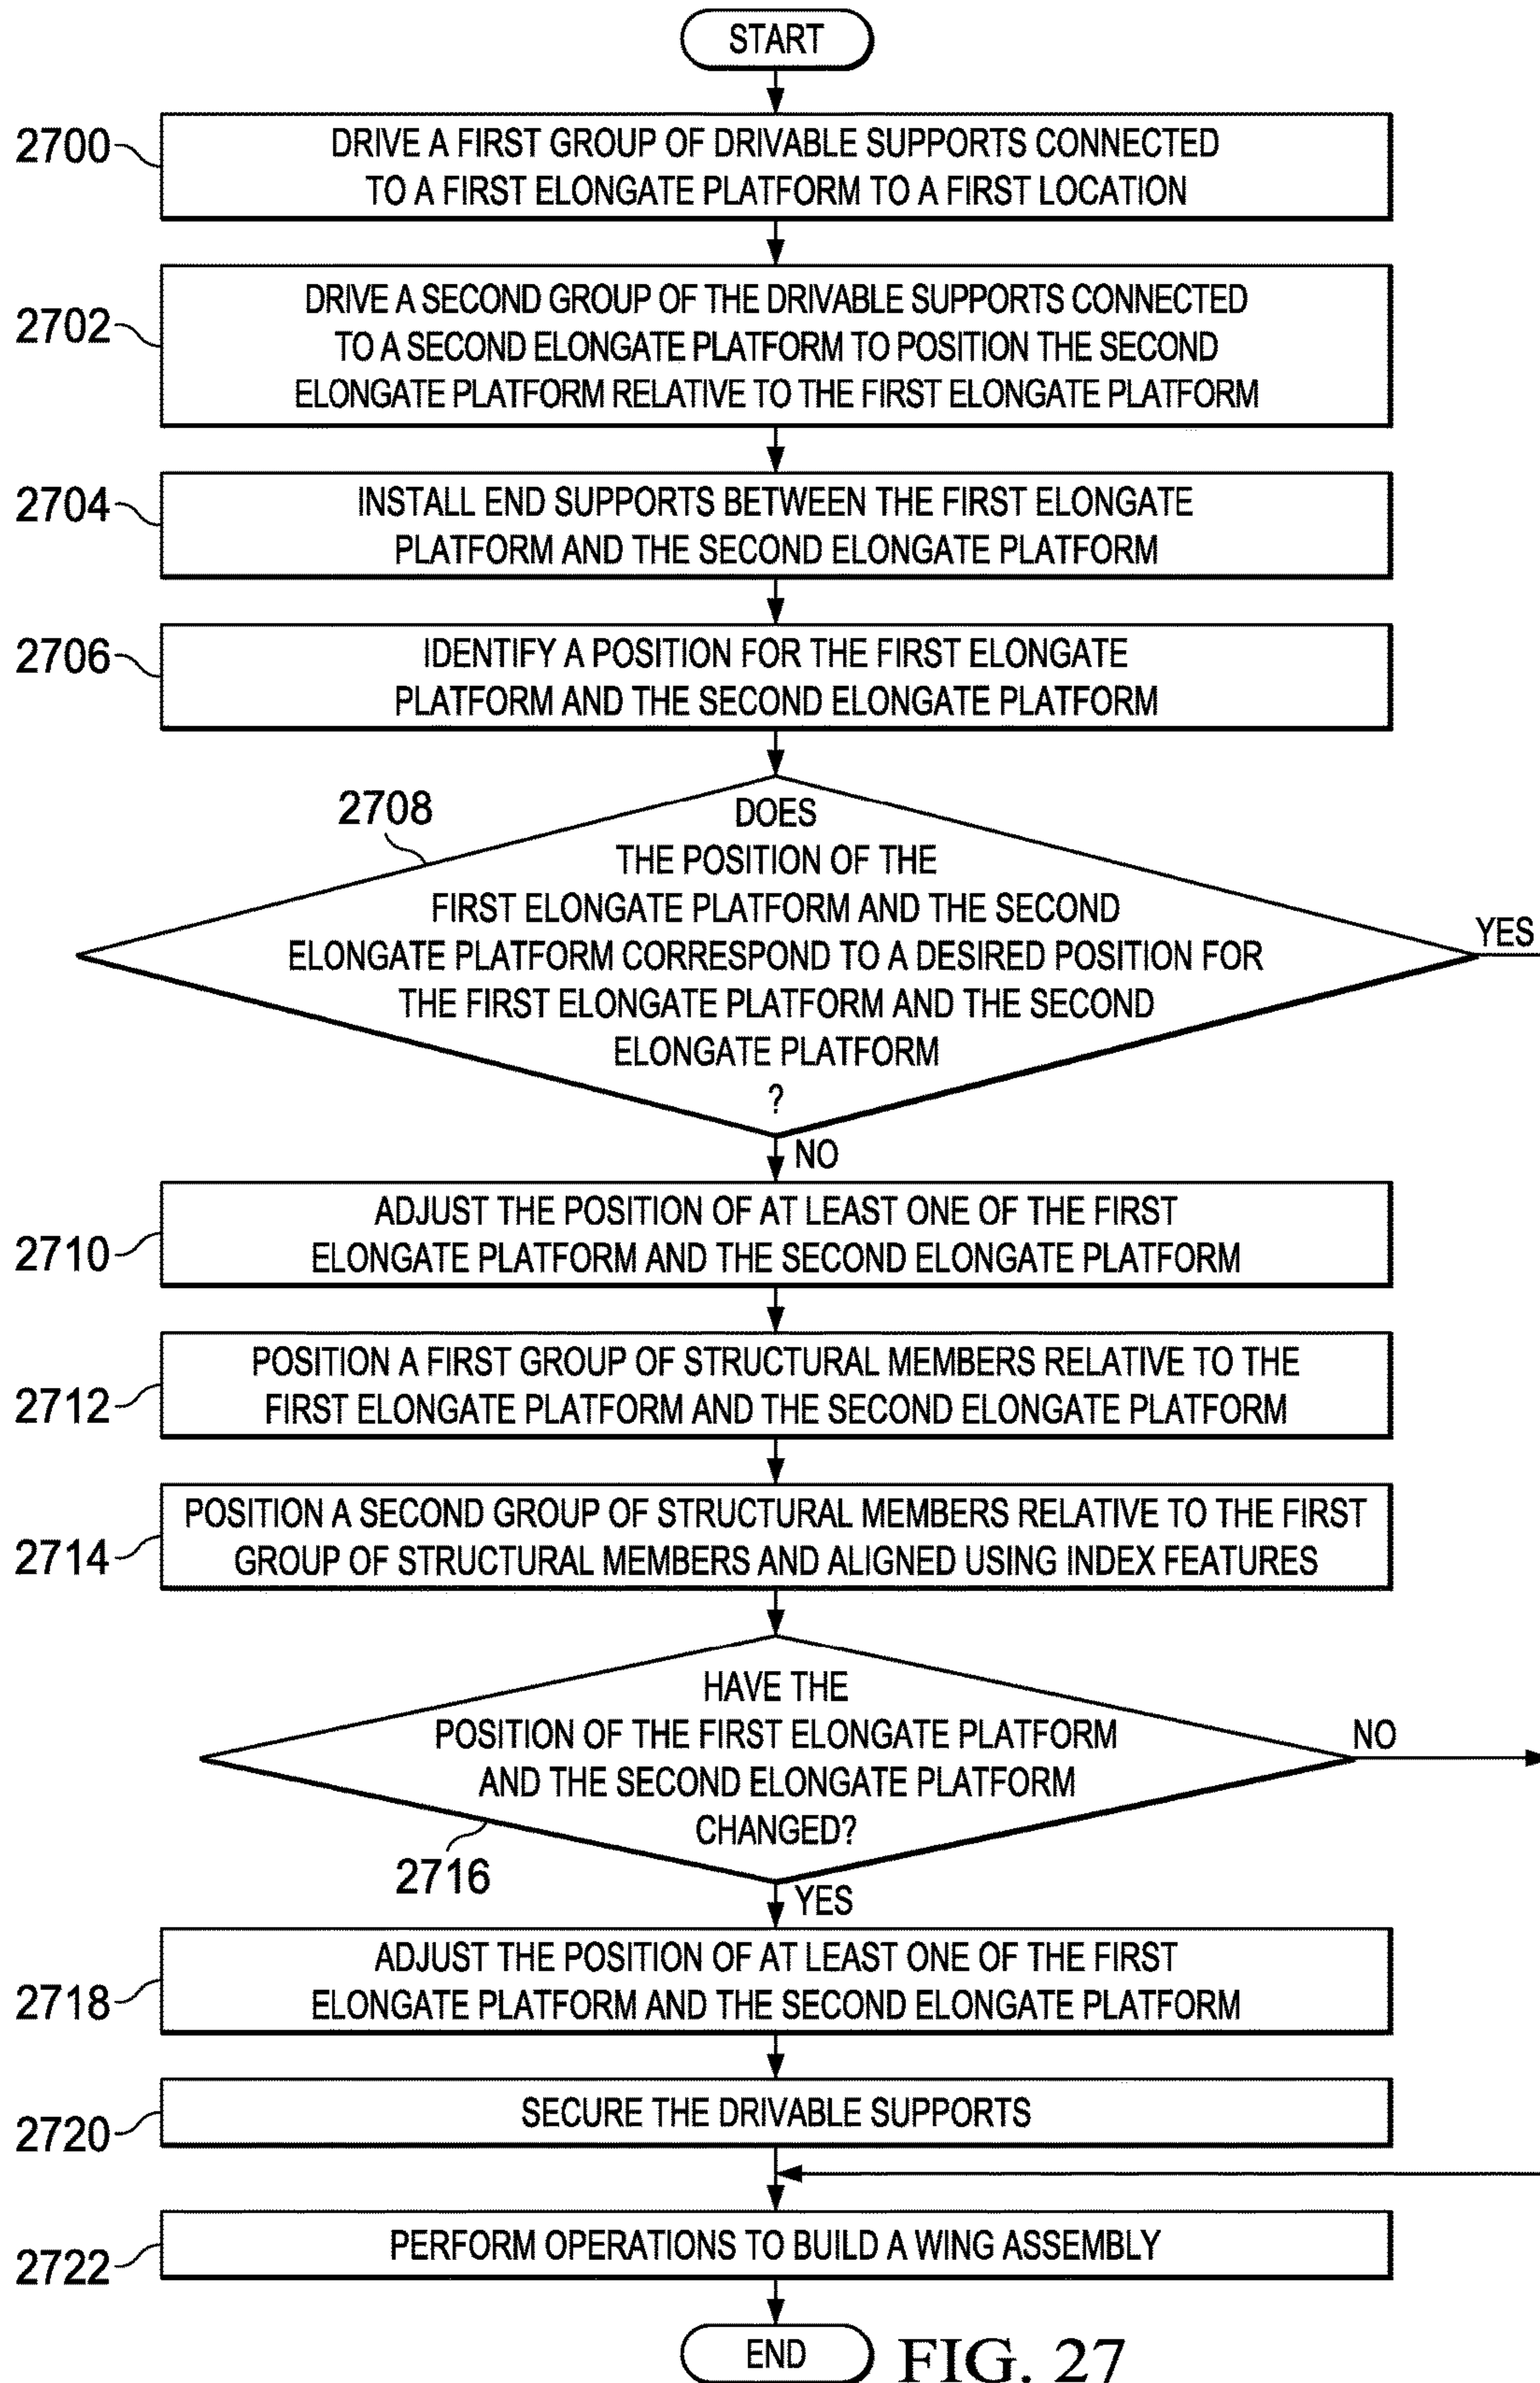 START
2700
DRIVE A FIRST GROUP OF DRIVABLE SUPPORTS CONNECTED
TO A FIRST ELONGATE PLATFORM TO A FIRST LOCATION
2702
DRIVE A SECOND GROUP OF THE DRIVABLE SUPPORTS CONNECTED
TO A SECOND ELONGATE PLATFORM TO POSITION THE SECOND
ELONGATE PLATFORM RELATIVE TO THE FIRST ELONGATE PLATFORM
2704
INSTALL END SUPPORTS BETWEEN THE FIRST ELONGATE
PLATFORM AND THE SECOND ELONGATE PLATFORM
2706
IDENTIFY A POSITION FOR THE FIRST ELONGATE
PLATFORM AND THE SECOND ELONGATE PLATFORM
2708
DOES
THE POSITION OF THE
FIRST ELONGATE PLATFORM AND THE SECOND
ELONGATE PLATFORM CORRESPOND TO A DESIRED POSITION FOR
THE FIRST ELONGATE PLATFORM AND THE SECOND
ELONGATE PLATFORM
?
YES
NO
2710
ADJUST THE POSITION OF AT LEAST ONE OF THE FIRST
ELONGATE PLATFORM AND THE SECOND ELONGATE PLATFORM
2712
POSITION A FIRST GROUP OF STRUCTURAL MEMBERS RELATIVE TO THE
FIRST ELONGATE PLATFORM AND THE SECOND ELONGATE PLATFORM
2714
POSITION A SECOND GROUP OF STRUCTURAL MEMBERS RELATIVE TO THE FIRST
GROUP OF STRUCTURAL MEMBERS AND ALIGNED USING INDEX FEATURES
HAVE THE
POSITION OF THE FIRST ELONGATE PLATFORM
AND THE SECOND ELONGATE PLATFORM
CHANGED?
NO
2716
YES
2718
ADJUST THE POSITION OF AT LEAST ONE OF THE FIRST
ELONGATE PLATFORM AND THE SECOND ELONGATE PLATFORM
2720
SECURE THE DRIVABLE SUPPORTS
2722
PERFORM OPERATIONS TO BUILD A WING ASSEMBLY
END
FIG. 27